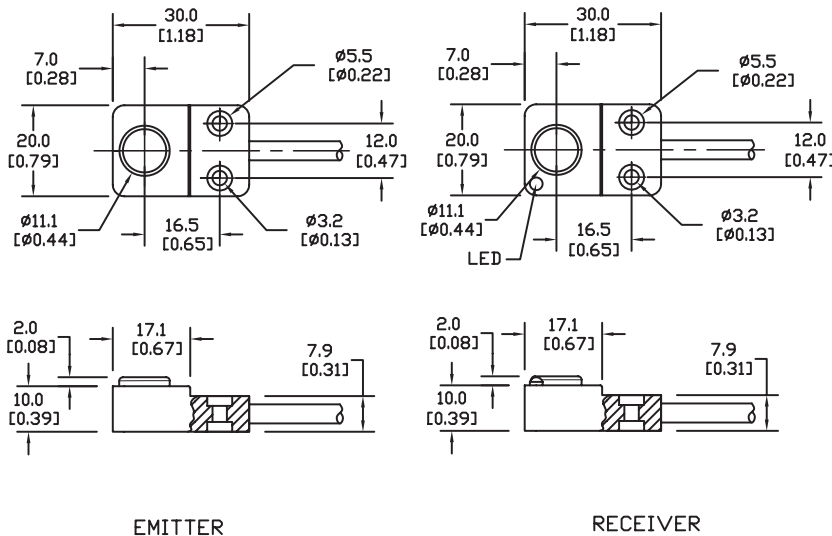 30.0
[1.18]
7.0
[0.28]
ø5.5
[ø0.22]
20.0
[0.79]
12.0
[0.47]
ø11.1
[ø0.44]
16.5
[0.65]
ø3.2
[ø0.13]
30.0
[1.18]
7.0
[0.28]
ø5.5
[ø0.22]
20.0
[0.79]
12.0
[0.47]
ø11.1
[ø0.44]
LED
16.5
[0.65]
ø3.2
[ø0.13]
2.0
[0.08]
17.1
[0.67]
7.9
[0.31]
10.0
[0.39]
2.0
[0.08]
17.1
[0.67]
7.9
[0.31]
10.0
[0.39]
EMITTER
RECEIVER